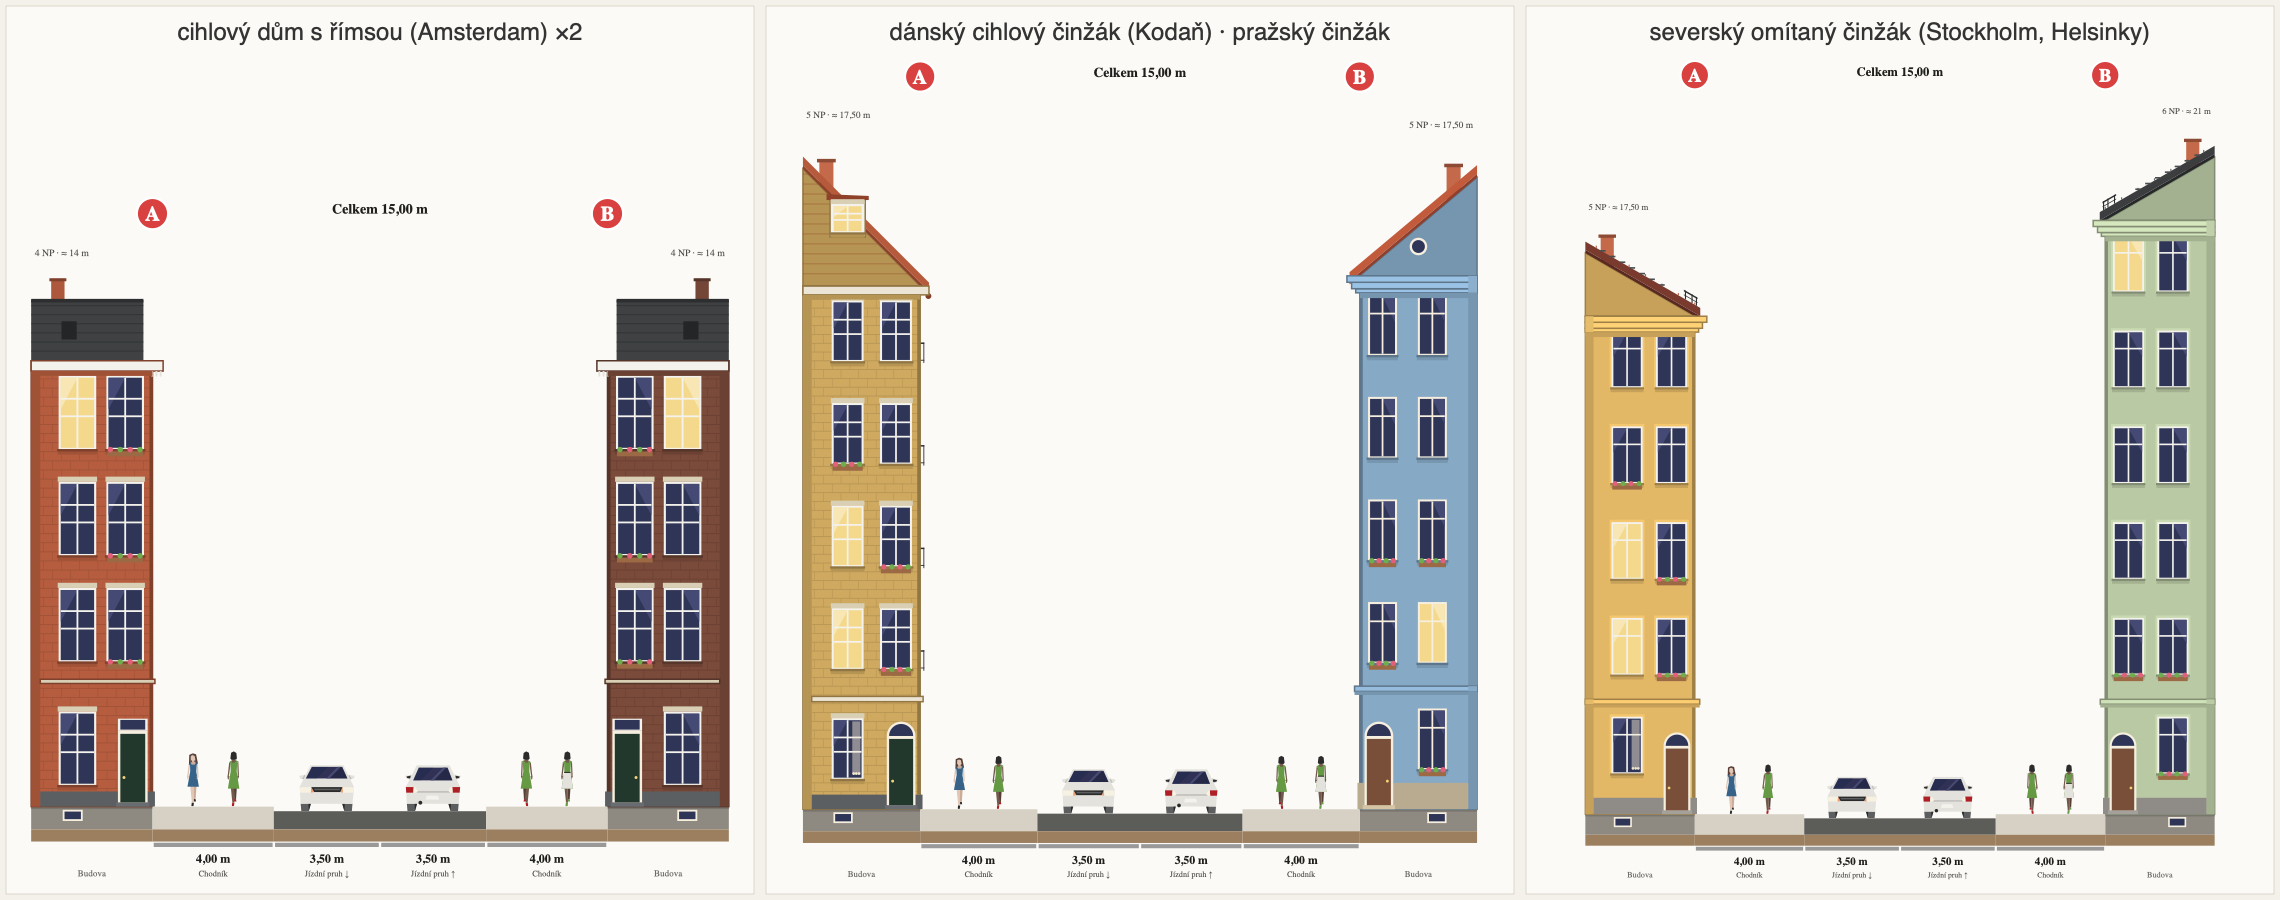 cihlový dům s římsou (Amsterdam) ×2
A
Celkem 15,00 m
B
4 NP · ≈ 14 m
4 NP · ≈ 14 m
4,00 m
3,50 m
3,50 m
4,00 m
Budova
Chodník
Jízdní pruh ↓
Jízdní pruh ↑
Chodník
Budova
dánský cihlový činžák (Kodaň) · pražský činžák
A
Celkem 15,00 m
B
5 NP · ≈ 17,50 m
5 NP · ≈ 17,50 m
4,00 m
3,50 m
3,50 m
4,00 m
Budova
Chodník
Jízdní pruh ↓
Jízdní pruh ↑
Chodník
Budova
severský omítaný činžák (Stockholm, Helsinky)
A
Celkem 15,00 m
B
6 NP · ≈ 21 m
5 NP · ≈ 17,50 m
4,00 m
3,50 m
3,50 m
4,00 m
Budova
Chodník
Jízdní pruh ↓
Jízdní pruh ↑
Chodník
Budova